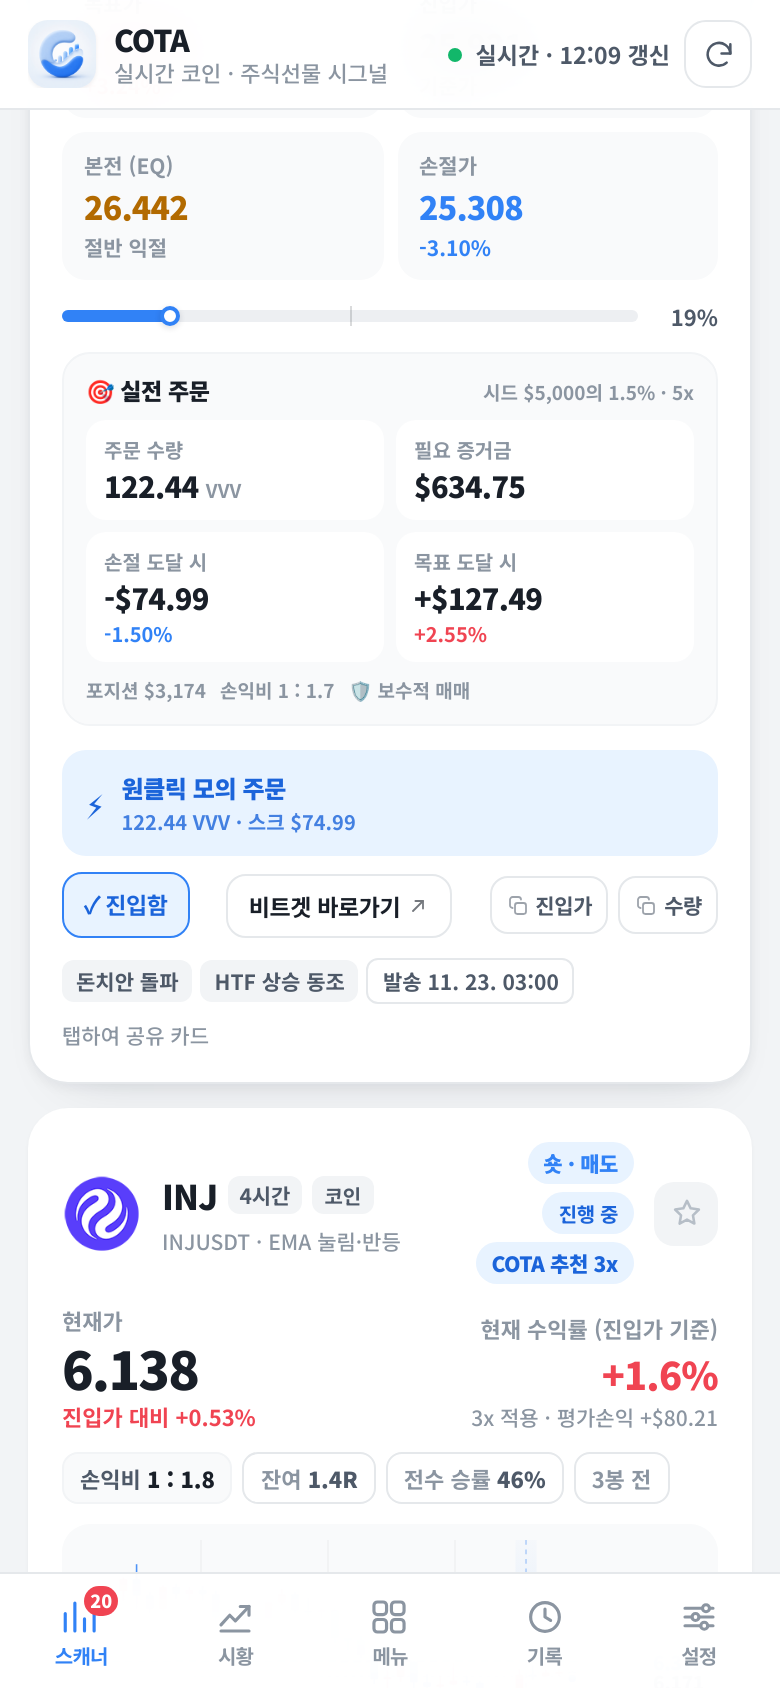 COTA
실시간 코인 · 주식선물 시그널
실시간 · 12:09 갱신
본전 (EQ)
26.442
절반 익절
손절가
25.308
-3.10%
19%
🎯 실전 주문
시드 $5,000의 1.5% · 5x
주문 수량
122.44 VVV
필요 증거금
$634.75
손절 도달 시
-$74.99
-1.50%
목표 도달 시
+$127.49
+2.55%
포지션 $3,174 손익비 1 : 1.7 🛡️ 보수적 매매
⚡ 원클릭 모의 주문
122.44 VVV · 스크 $74.99
✓ 진입함
비트겟 바로가기 ↗
진입가
수량
돈치안 돌파
HTF 상승 동조
발송 11. 23. 03:00
탭하여 공유 카드
INJ 4시간 코인
INJUSDT · EMA 눌림·반등
숏 · 매도
진행 중
COTA 추천 3x
현재가
6.138
진입가 대비 +0.53%
현재 수익률 (진입가 기준)
+1.6%
3x 적용 · 평가손익 +$80.21
손익비 1 : 1.8
잔여 1.4R
전수 승률 46%
3봉 전
20
스캐너
시황
메뉴
기록
설정